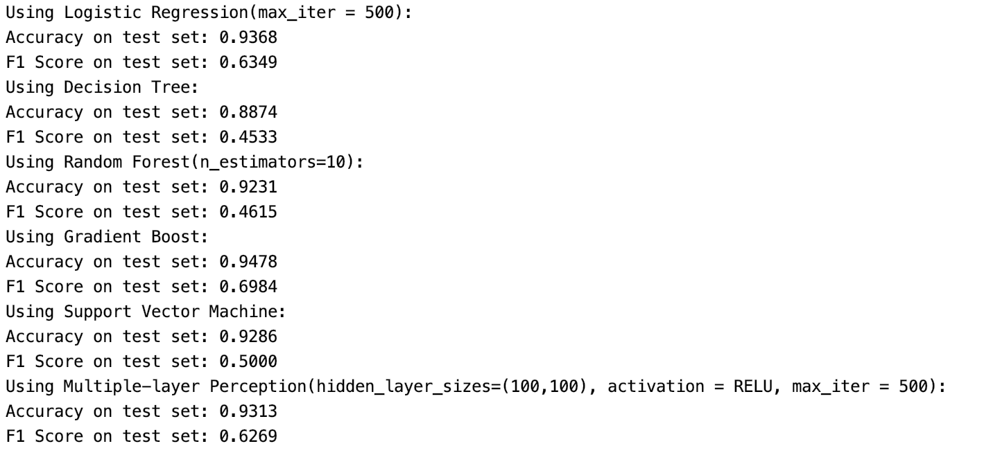 Using Logistic Regression(max_iter = 500):
Accuracy on test set: 0.9368
F1 Score on test set: 0.6349
Using Decision Tree:
Accuracy on test set: 0.8874
F1 Score on test set: 0.4533
Using Random Forest(n_estimators=10):
Accuracy on test set: 0.9231
F1 Score on test set: 0.4615
Using Gradient Boost:
Accuracy on test set: 0.9478
F1 Score on test set: 0.6984
Using Support Vector Machine:
Accuracy on test set: 0.9286
F1 Score on test set: 0.5000
Using Multiple-layer Perception(hidden_layer_sizes=(100,100), activation = RELU, max_iter = 500):
Accuracy on test set: 0.9313
F1 Score on test set: 0.6269